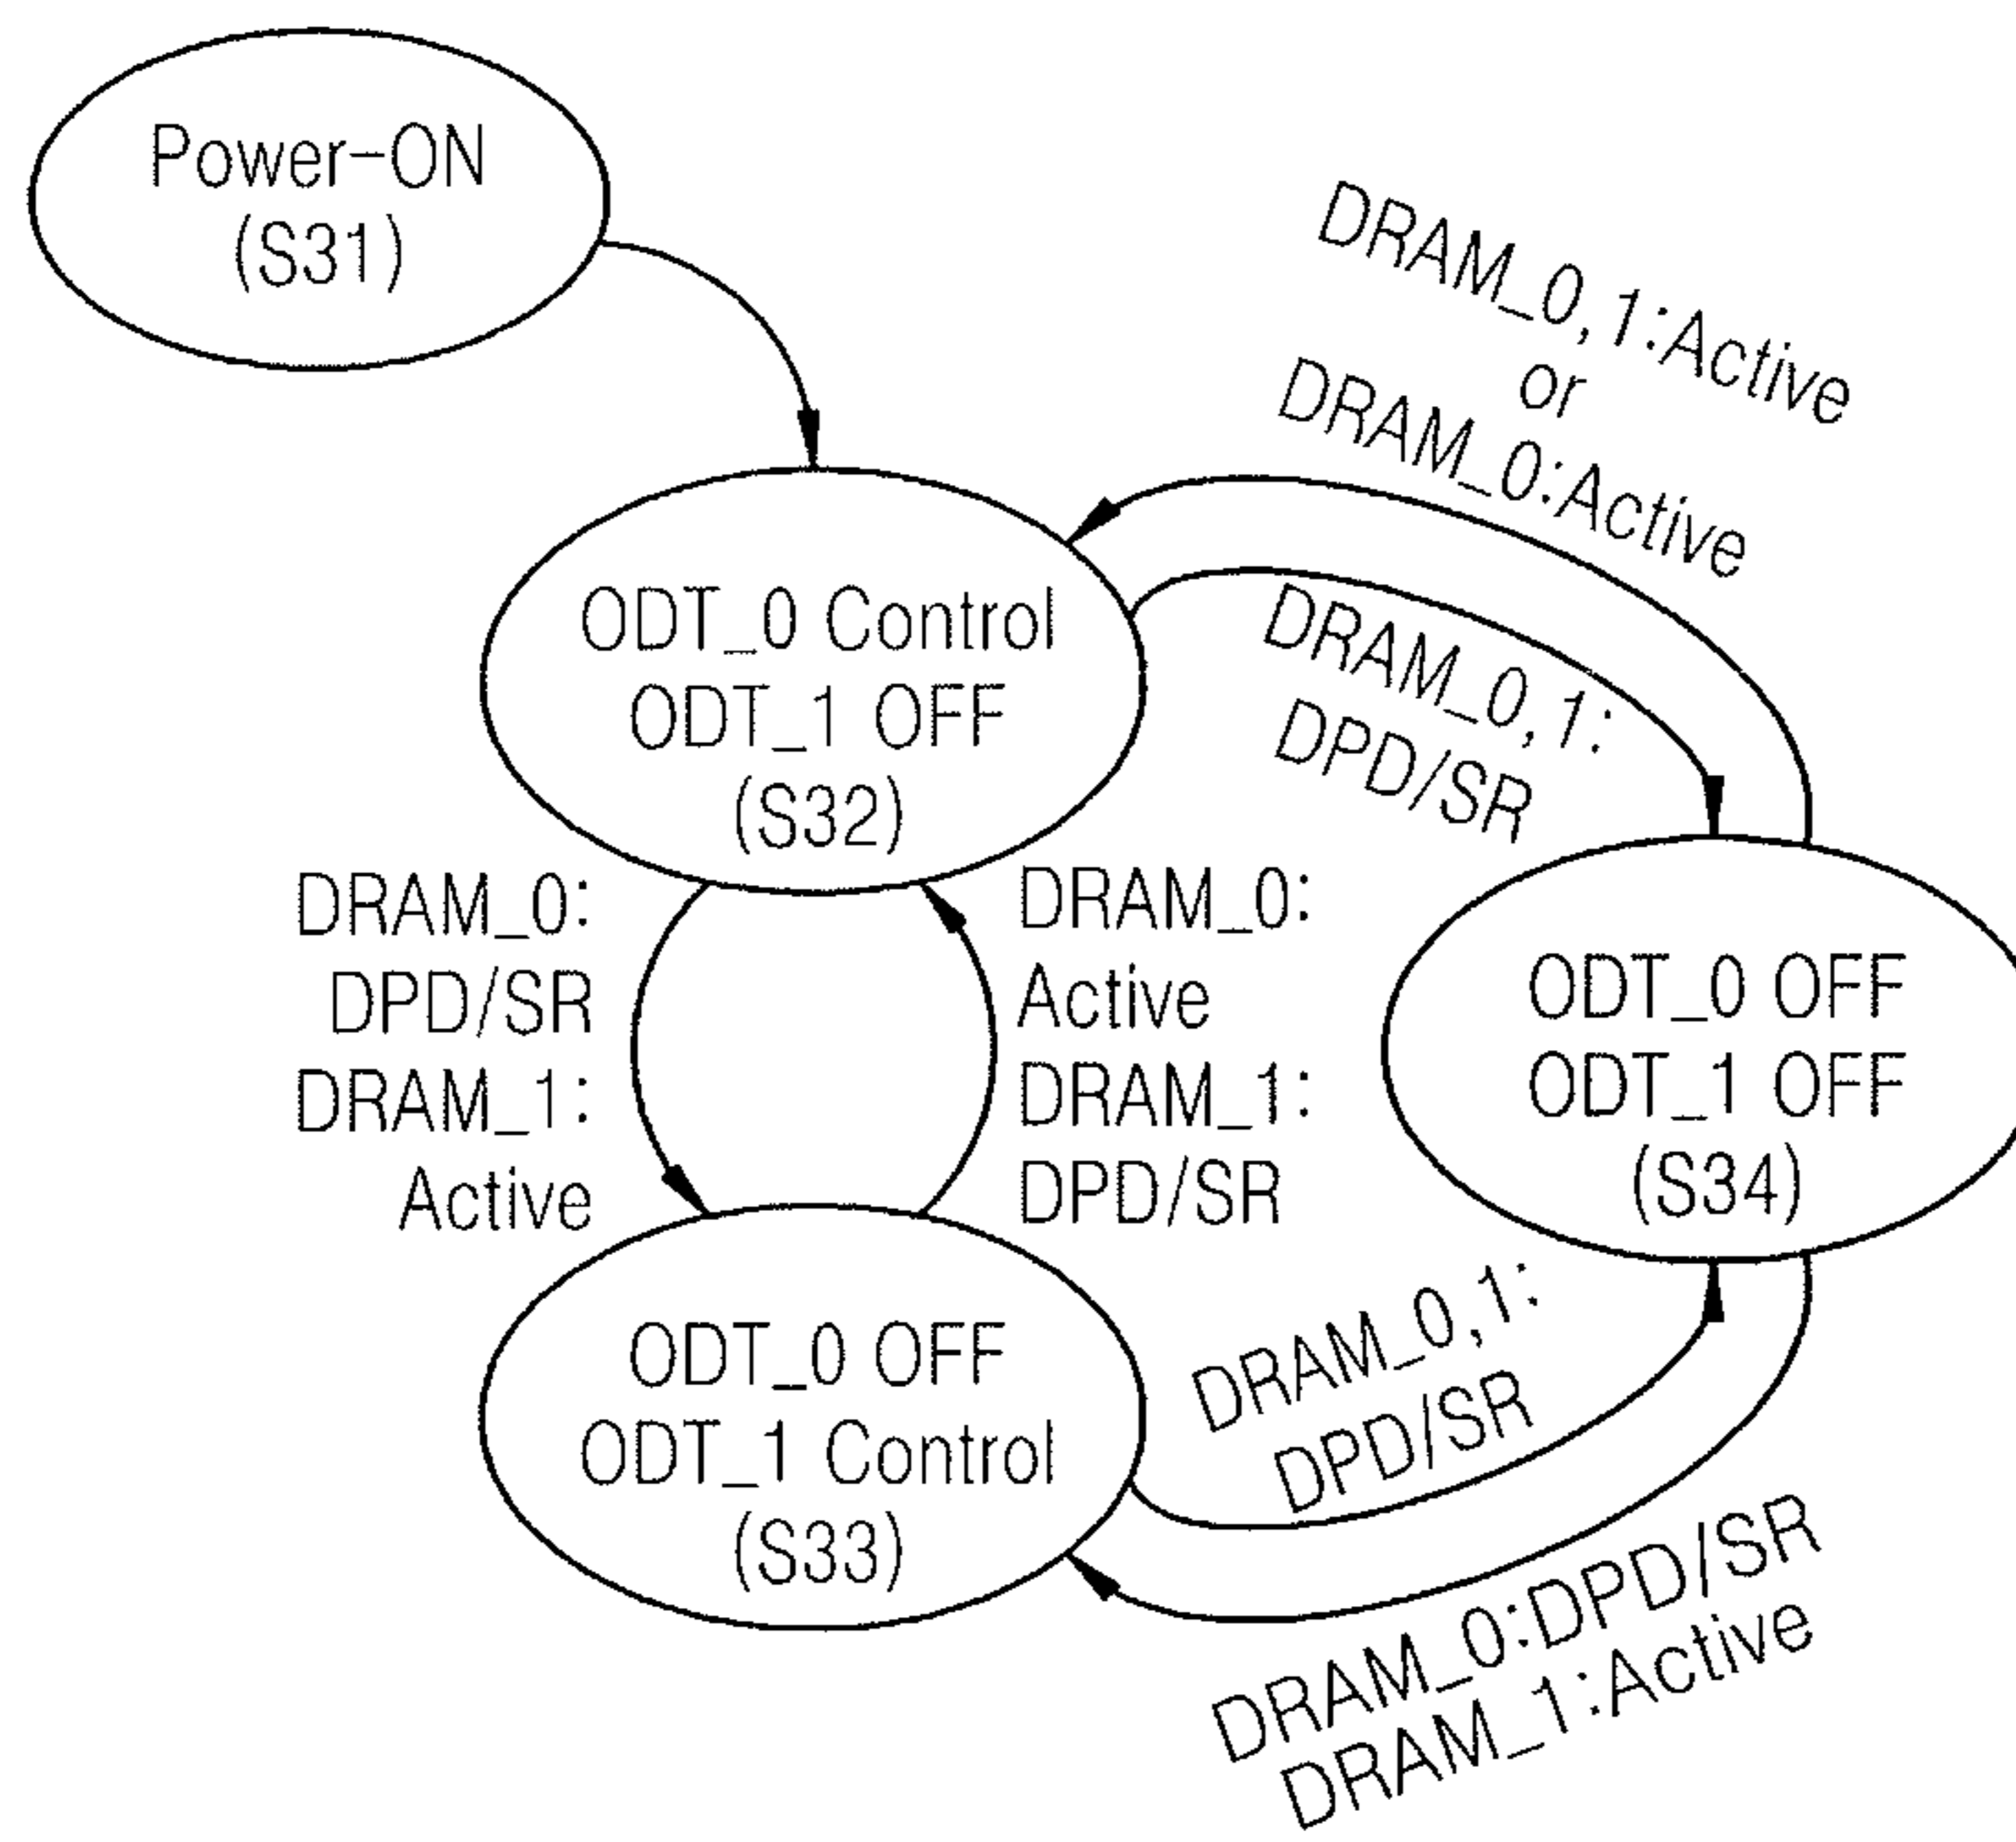 Power-ON
(S31)
DRAM_0,1:Active
or
DRAM_0:Active
ODT_0 Control
ODT_1 OFF
(S32)
DRAM_0,1:
DPD/SR
DRAM_0:
DPD/SR
DRAM_1:
Active
DRAM_0:
Active
DRAM_1:
DPD/SR
ODT_0 OFF
ODT_1 OFF
(S34)
ODT_0 OFF
ODT_1 Control
(S33)
DRAM_0,1:
DPD/SR
DRAM_0:DPD/SR
DRAM_1:Active